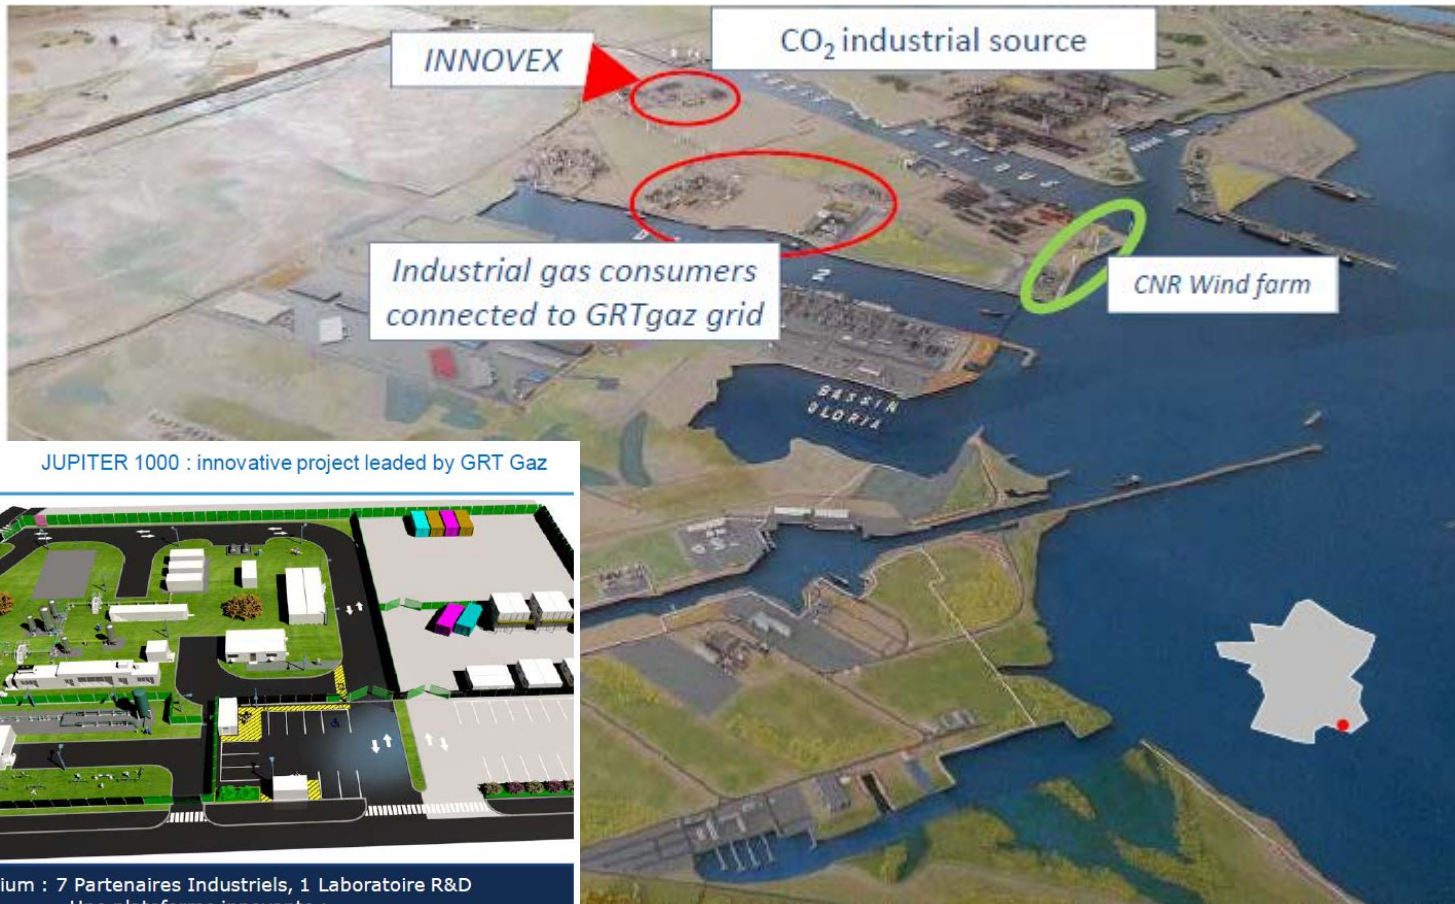 INNOVEX
CO₂ industrial source
Industrial gas consumers
connected to GRTgaz grid
CNR Wind farm
2
BASSIN
GLORIA
JUPITER 1000 : innovative project leaded by GRT Gaz
ium : 7 Partenaires Industriels, 1 Laboratoire R&D